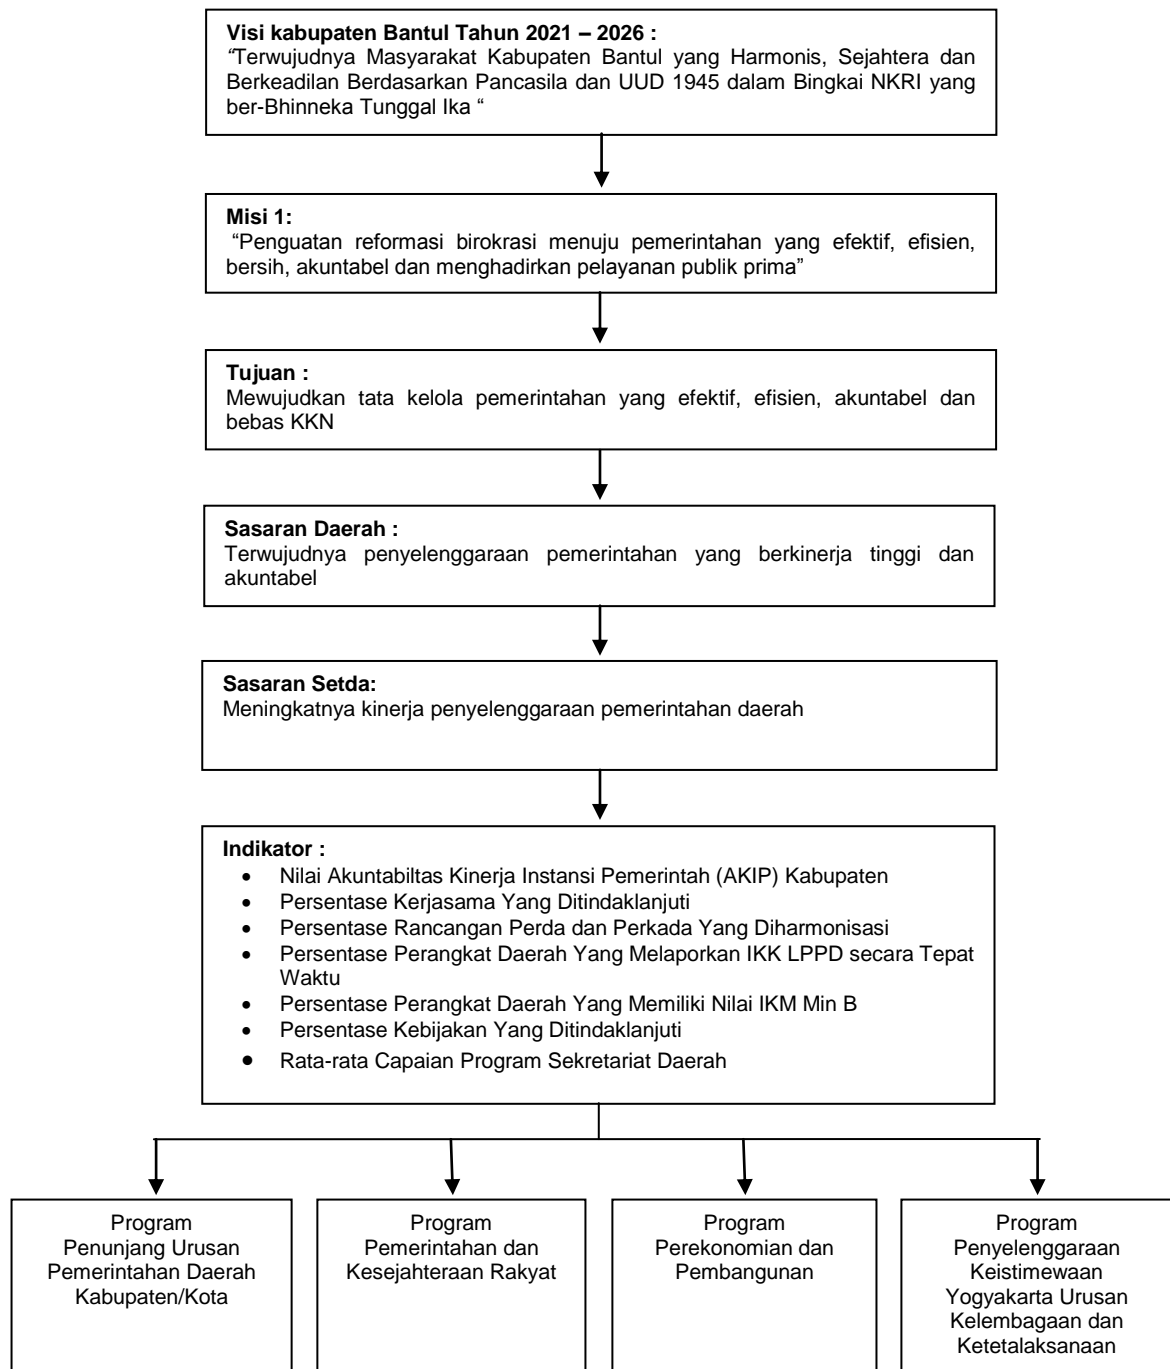 Visi kabupaten Bantul Tahun 2021 – 2026 :
“Terwujudnya Masyarakat Kabupaten Bantul yang Harmonis, Sejahtera dan
Berkeadilan Berdasarkan Pancasila dan UUD 1945 dalam Bingkai NKRI yang
ber-Bhinneka Tunggal Ika “
Misi 1:
“Penguatan reformasi birokrasi menuju pemerintahan yang efektif, efisien,
bersih, akuntabel dan menghadirkan pelayanan publik prima”
Tujuan :
Mewujudkan tata kelola pemerintahan yang efektif, efisien, akuntabel dan
bebas KKN
Sasaran Daerah :
Terwujudnya penyelenggaraan pemerintahan yang berkinerja tinggi dan
akuntabel
Sasaran Setda:
Meningkatnya kinerja penyelenggaraan pemerintahan daerah
Indikator :
• Nilai Akuntabiltas Kinerja Instansi Pemerintah (AKIP) Kabupaten
• Persentase Kerjasama Yang Ditindaklanjuti
• Persentase Rancangan Perda dan Perkada Yang Diharmonisasi
• Persentase Perangkat Daerah Yang Melaporkan IKK LPPD secara Tepat
Waktu
• Persentase Perangkat Daerah Yang Memiliki Nilai IKM Min B
• Persentase Kebijakan Yang Ditindaklanjuti
• Rata-rata Capaian Program Sekretariat Daerah
Program
Penunjang Urusan
Pemerintahan Daerah
Kabupaten/Kota
Program
Pemerintahan dan
Kesejahteraan Rakyat
Program
Perekonomian dan
Pembangunan
Program
Penyelenggaraan
Keistimewaan
Yogyakarta Urusan
Kelembagaan dan
Ketetalaksanaan